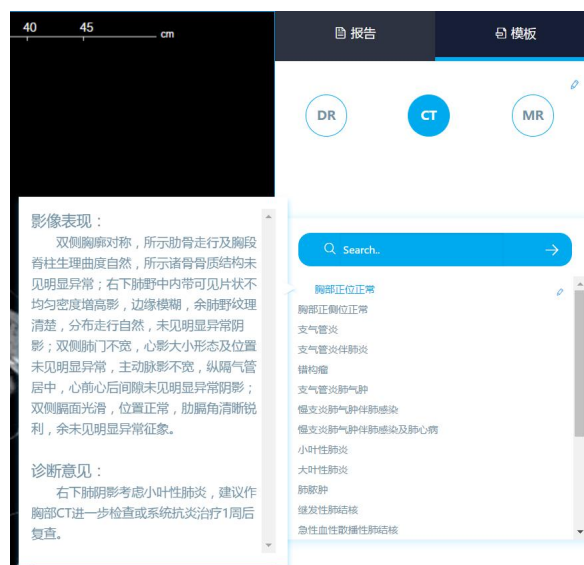 40 45 cm
报告 模板
DR CT MR
影像表现：
双侧胸廓对称，所示肋骨走行及胸段
脊柱生理曲度自然，所示诸骨骨质结构未
见明显异常；右下肺野中内带可见片状不
均匀密度增高影，边缘模糊，余肺野纹理
清楚，分布走行自然，未见明显异常阴
影；双侧肺门不宽，心影大小形态及位置
未见明显异常，主动脉影不宽，纵隔气管
居中，心前心后间隙未见明显异常阴影；
双侧膈面光滑，位置正常，肋膈角清晰锐
利，余未见明显异常征象。
诊断意见：
右下肺阴影考虑小叶性肺炎，建议作
胸部CT进一步检查或系统抗炎治疗1周后
复查。
Search..
胸部正位正常
胸部正侧位正常
支气管炎
支气管炎伴肺炎
错构瘤
支气管炎肺气肿
慢支炎肺气肿伴肺感染
慢支炎肺气肿伴肺感染及肺心病
小叶性肺炎
大叶性肺炎
肺脓肿
继发性肺结核
急性血型播散性肺结核